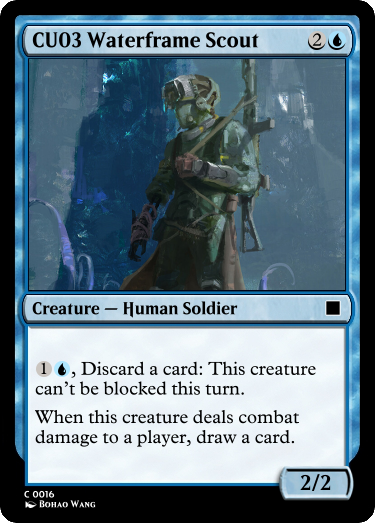 CU03 Waterframe Scout 2
Creature — Human Soldier
1, Discard a card: This creature
can't be blocked this turn.
When this creature deals combat
damage to a player, draw a card.
2/2
C 0016
Bohao Wang